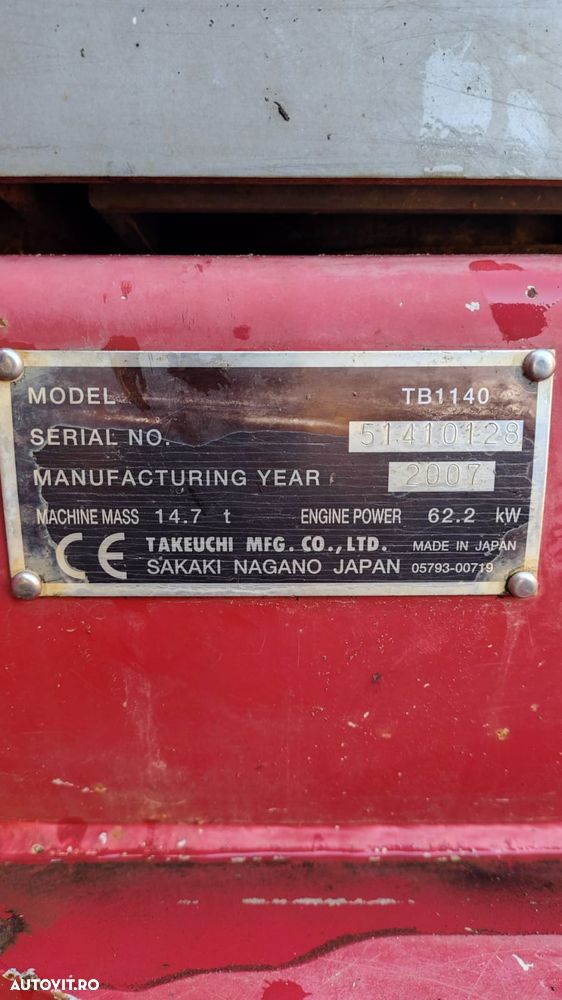 MODEL TB1140
SERIAL NO. 51410128
MANUFACTURING YEAR 2007
MACHINE MASS 14.7 t ENGINE POWER 62.2 kW
CE TAKEUCHI MFG. CO., LTD. MADE IN JAPAN
SAKAKI NAGANO JAPAN 05793-00719
AUTOVIT.RO